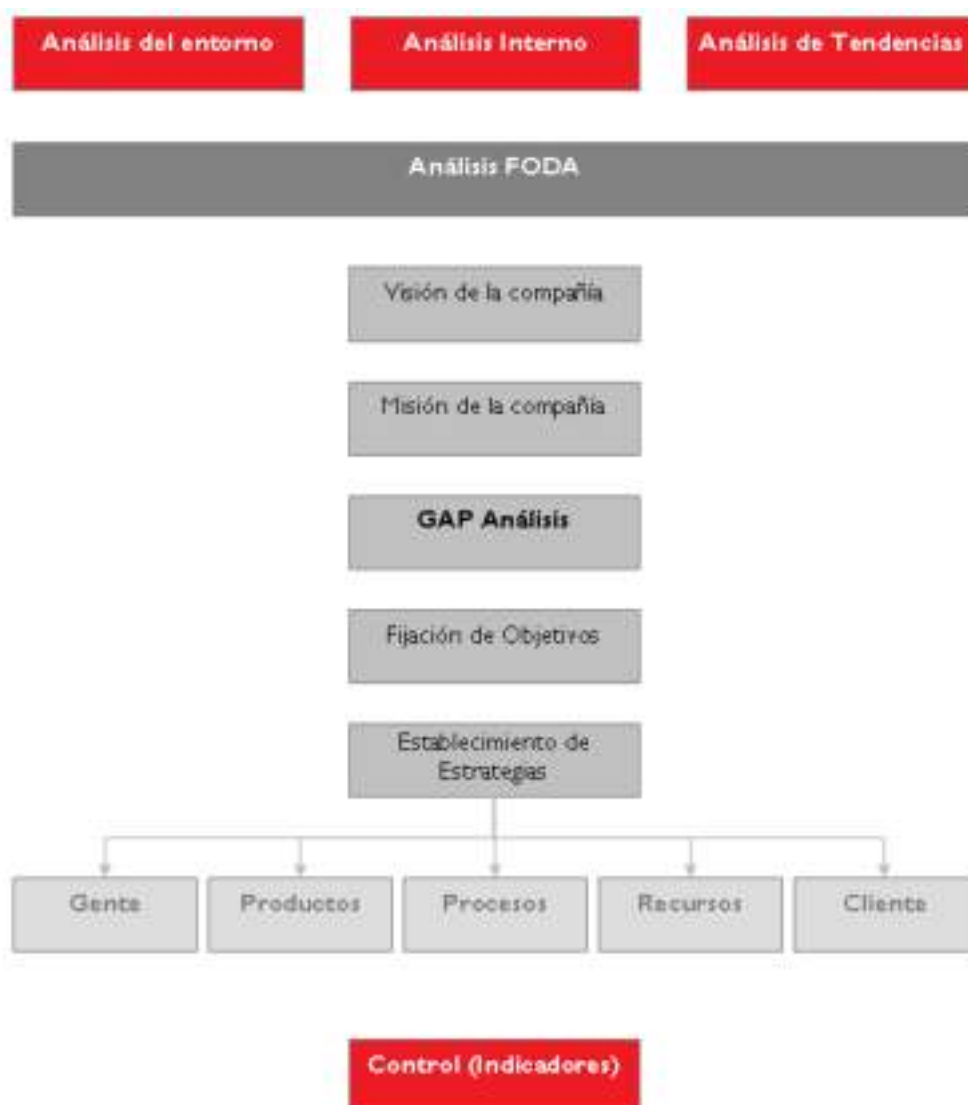 Análisis del entorno
Análisis Interno
Análisis de Tendencias
Análisis FODA
Visión de la compañía
Misión de la compañía
GAP Análisis
Fijación de Objetivos
Establecimiento de
Estrategias
Gente
Productos
Procesos
Recursos
Cliente
Control (Indicadores)